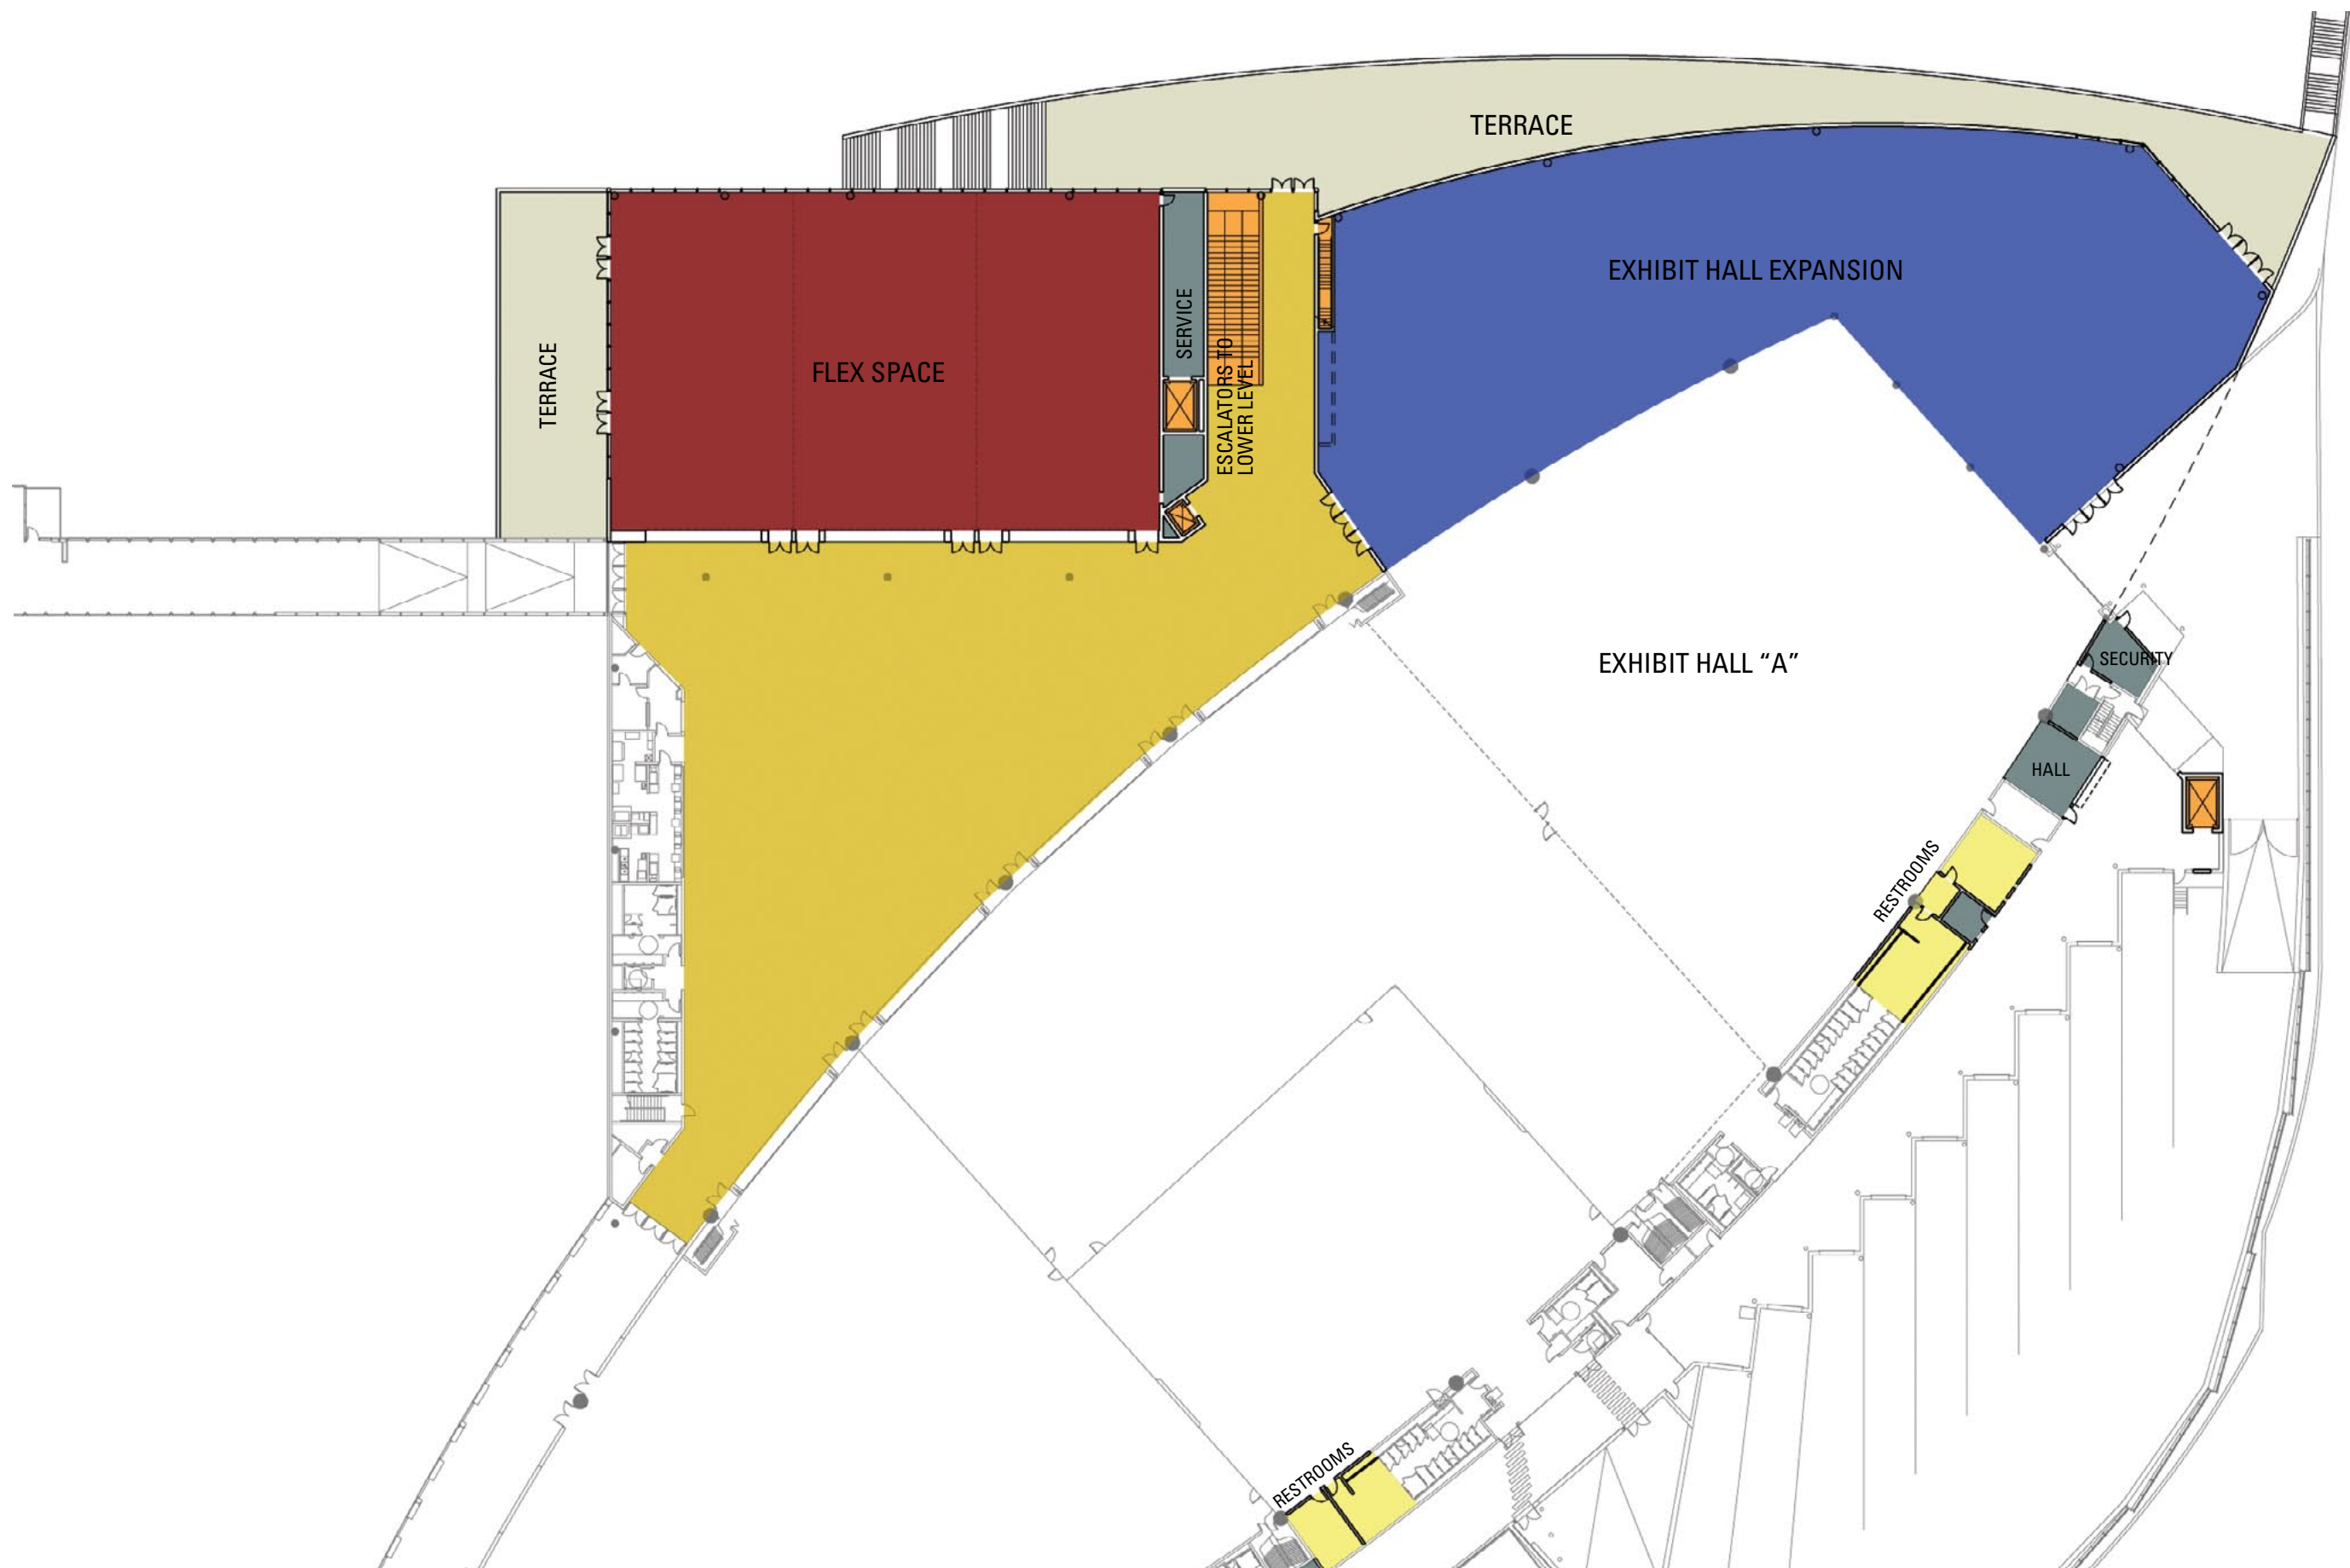 TERRACE
EXHIBIT HALL EXPANSION
SERVICE
FLEX SPACE
TERRACE
ESCALATORS TO
LOWER LEVEL
EXHIBIT HALL “A”
SECURITY
HALL
RESTROOMS
RESTROOMS